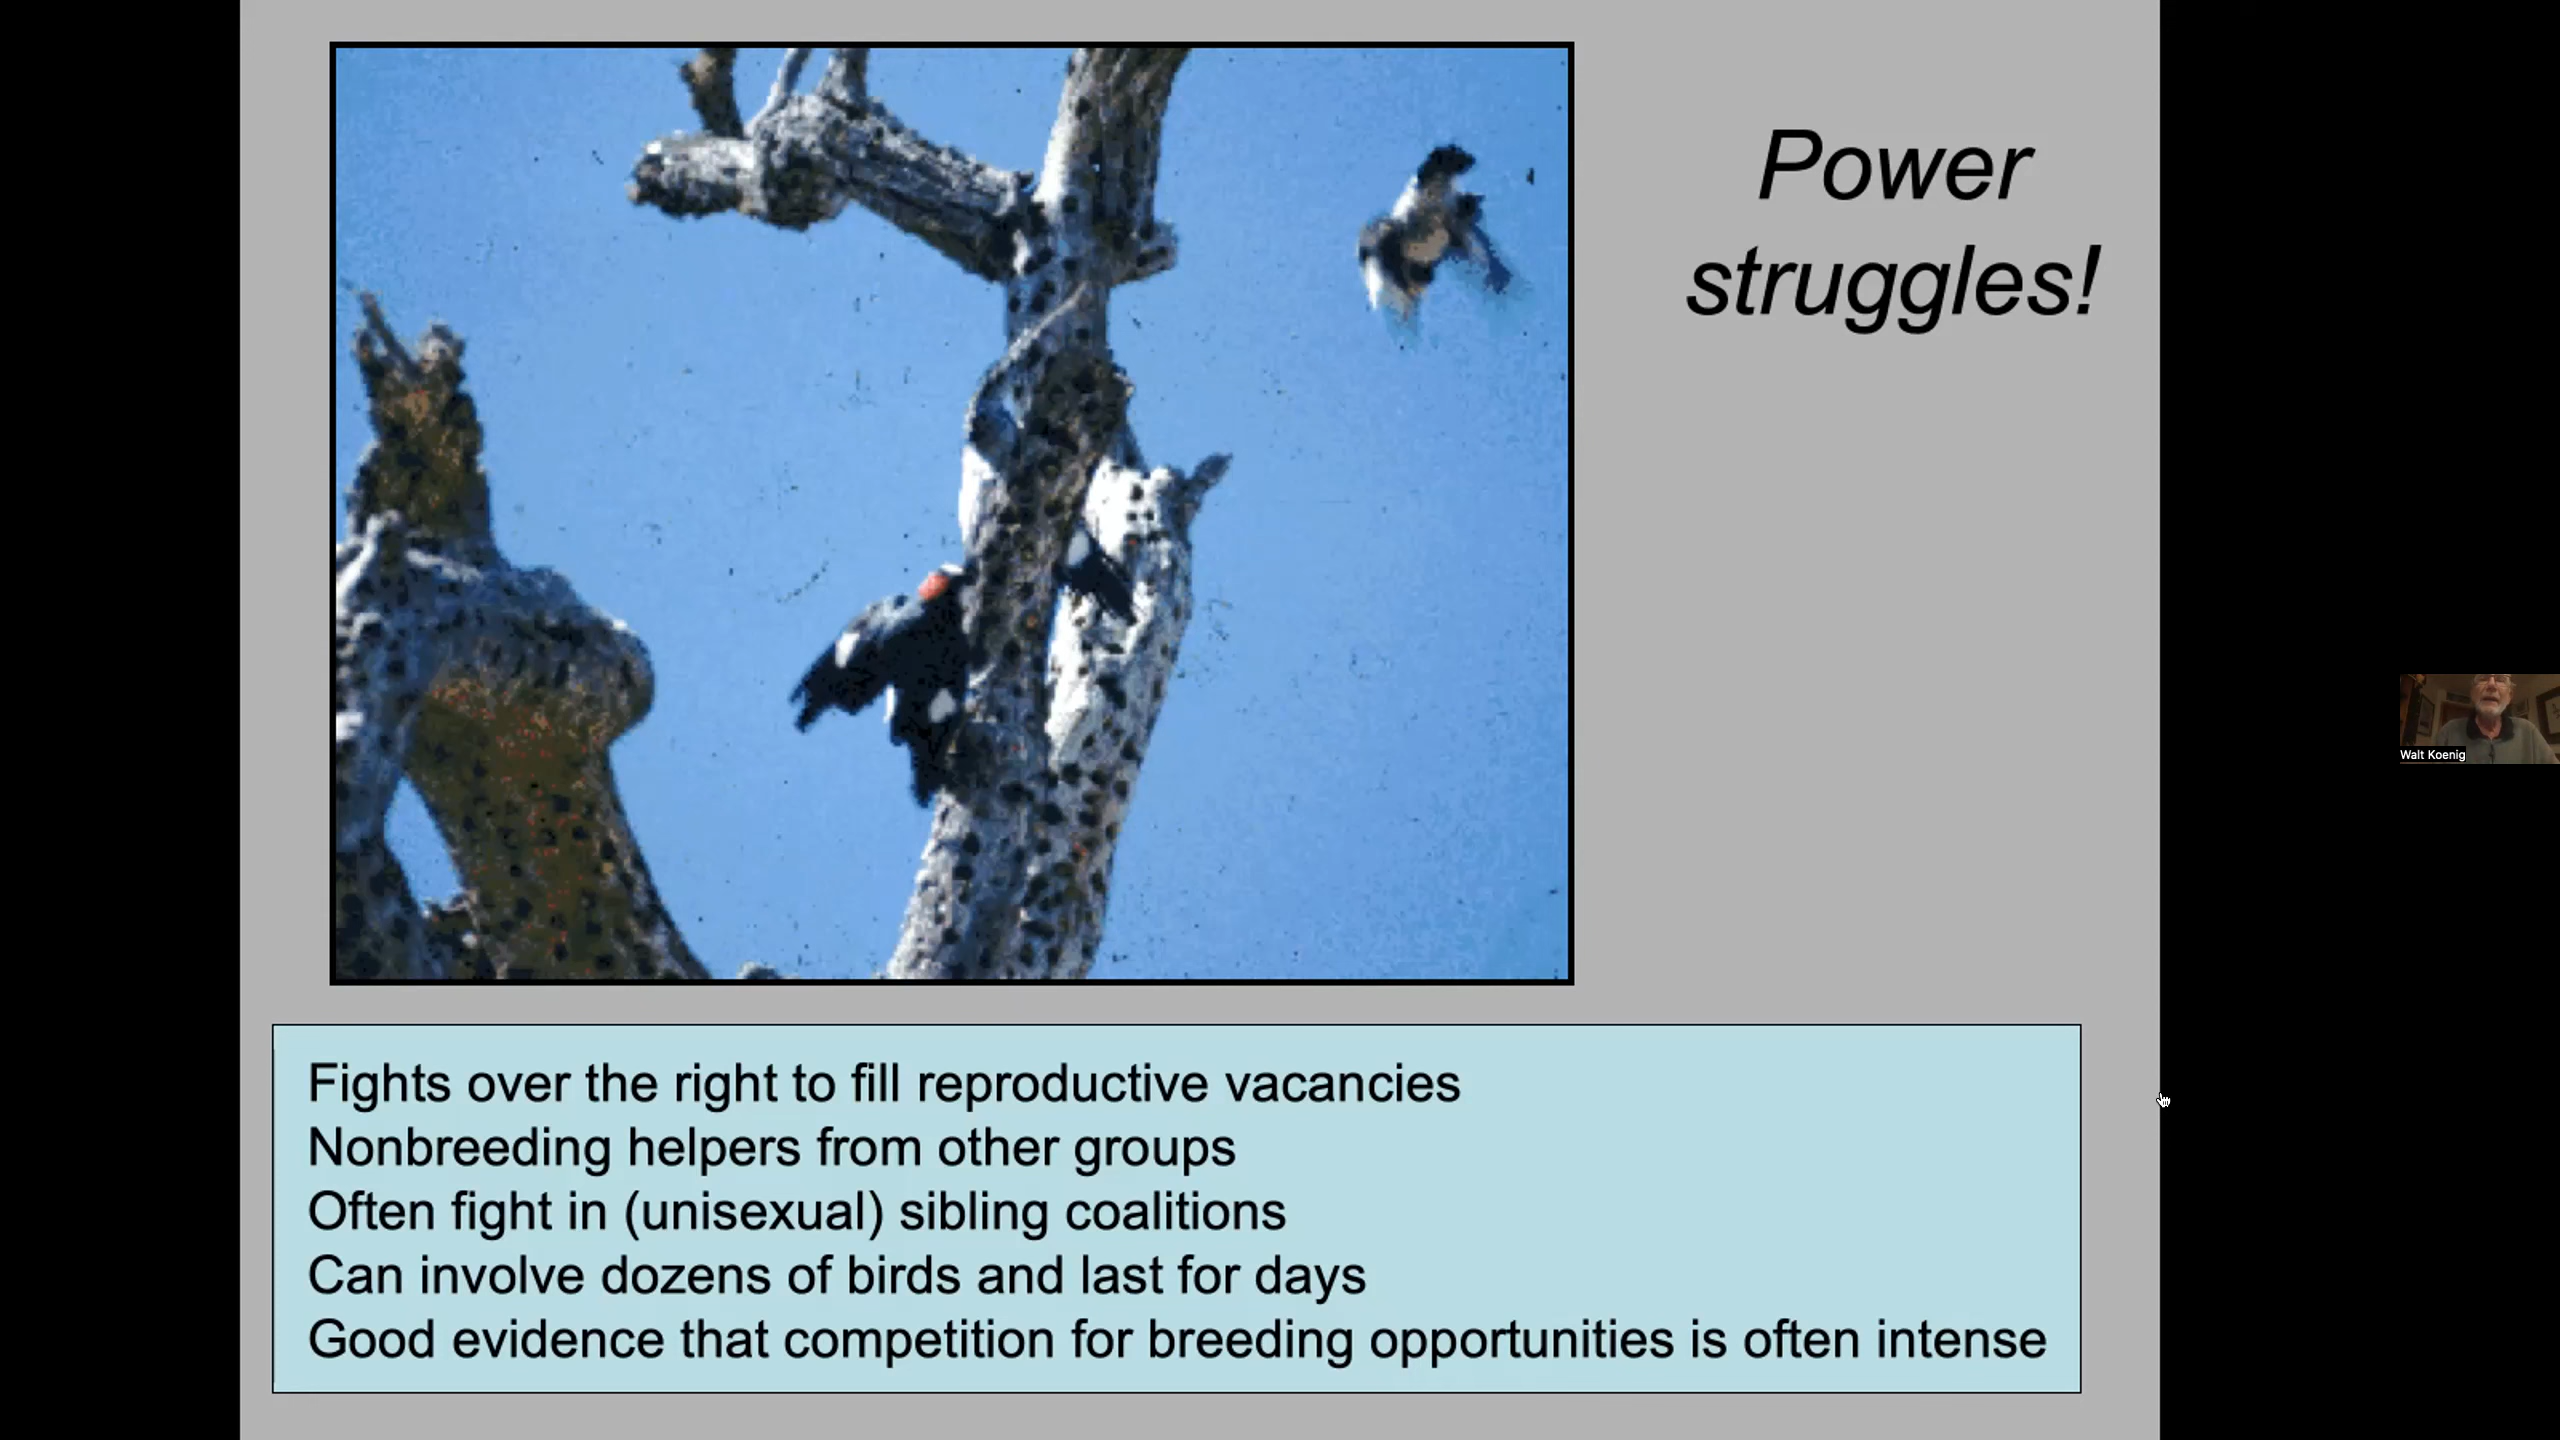 Power
struggles!
Walt Koenig
Fights over the right to fill reproductive vacancies
Nonbreeding helpers from other groups
Often fight in (unisexual) sibling coalitions
Can involve dozens of birds and last for days
Good evidence that competition for breeding opportunities is often intense